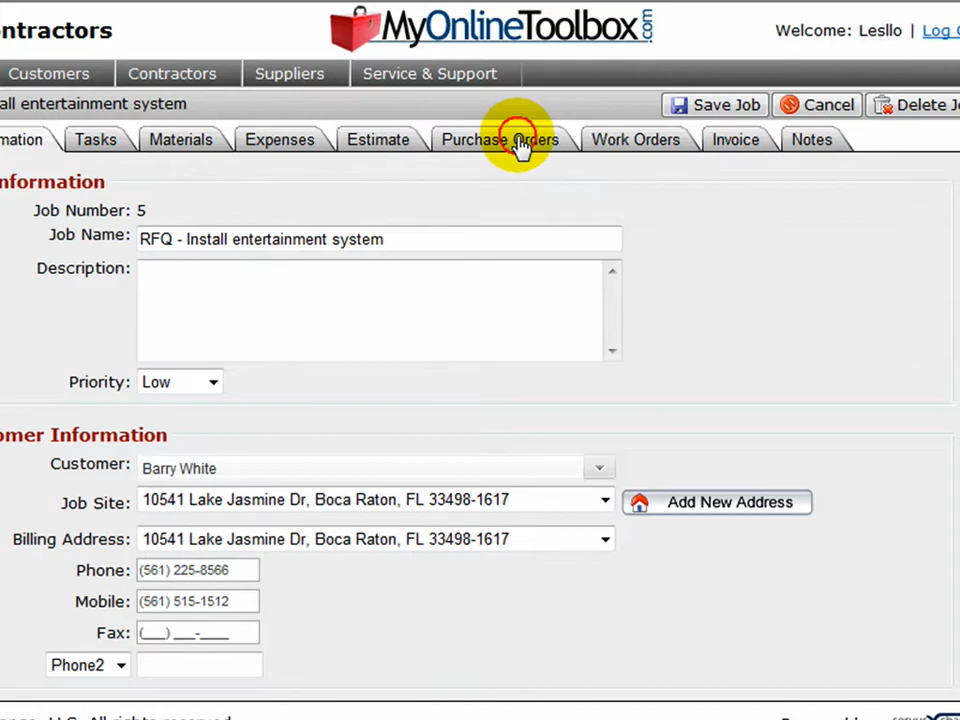 ntractors
MyOnlineToolbox.com
Welcome: Lesllo | Log
Customers Contractors Suppliers Service & Support
all entertainment system Save Job Cancel Delete
mation Tasks Materials Expenses Estimate Purchase Orders Work Orders Invoice Notes
nformation
Job Number: 5
Job Name: RFQ - Install entertainment system
Description:
Priority: Low
omer Information
Customer: Barry White
Job Site: 10541 Lake Jasmine Dr, Boca Raton, FL 33498-1617 Add New Address
Billing Address: 10541 Lake Jasmine Dr, Boca Raton, FL 33498-1617
Phone: (561) 225-8566
Mobile: (561) 515-1512
Fax: (___) ___-____
Phone2